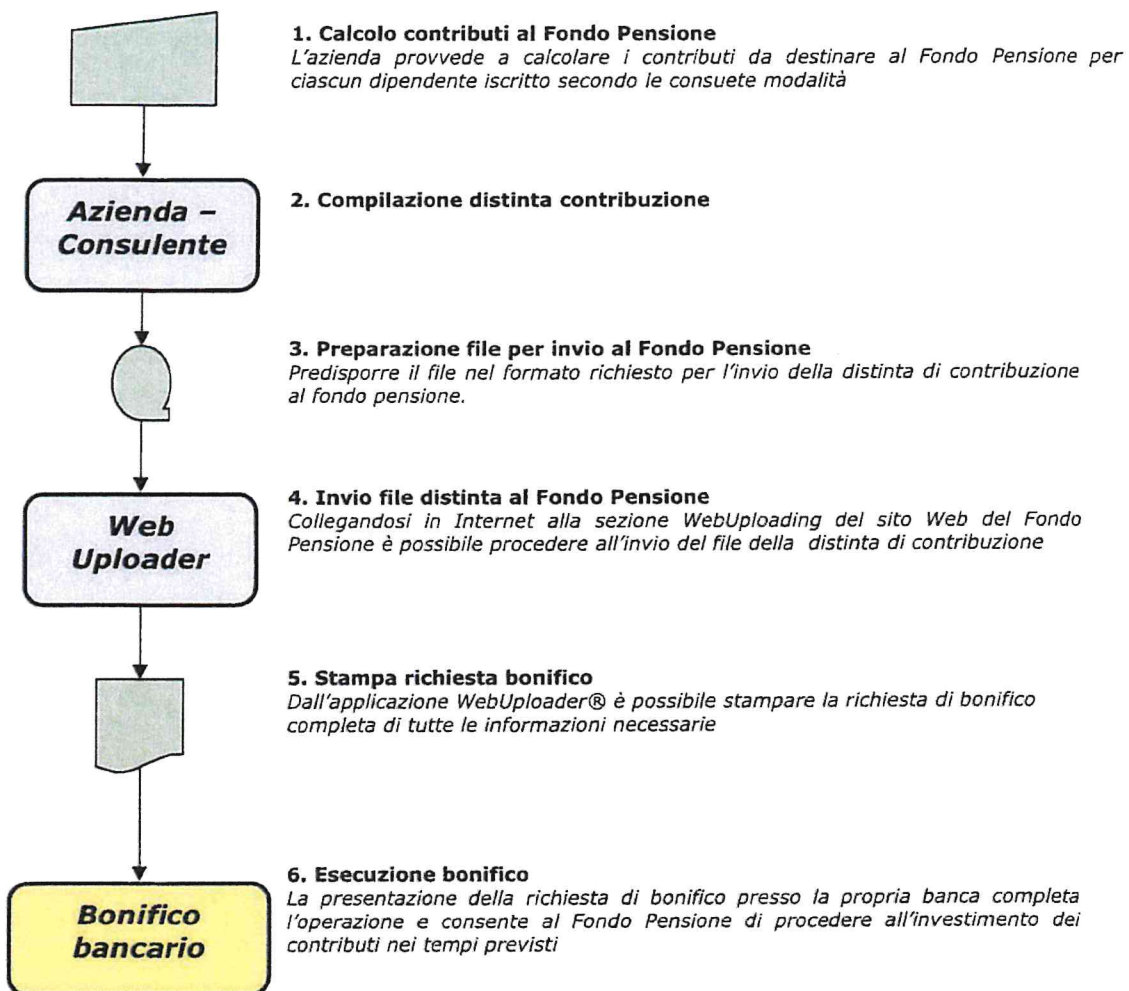 1. Calcolo contributi al Fondo Pensione
L'azienda provvede a calcolare i contributi da destinare al Fondo Pensione per
ciascun dipendente iscritto secondo le consuete modalità
Azienda –
Consulente
2. Compilazione distinta contribuzione
3. Preparazione file per invio al Fondo Pensione
Predisporre il file nel formato richiesto per l'invio della distinta di contribuzione
al fondo pensione.
Web
Uploader
4. Invio file distinta al Fondo Pensione
Collegandosi in Internet alla sezione WebUploading del sito Web del Fondo
Pensione è possibile procedere all'invio del file della distinta di contribuzione
5. Stampa richiesta bonifico
Dall'applicazione WebUploader® è possibile stampare la richiesta di bonifico
completa di tutte le informazioni necessarie
Bonifico
bancario
6. Esecuzione bonifico
La presentazione della richiesta di bonifico presso la propria banca completa
l'operazione e consente al Fondo Pensione di procedere all'investimento dei
contributi nei tempi previsti